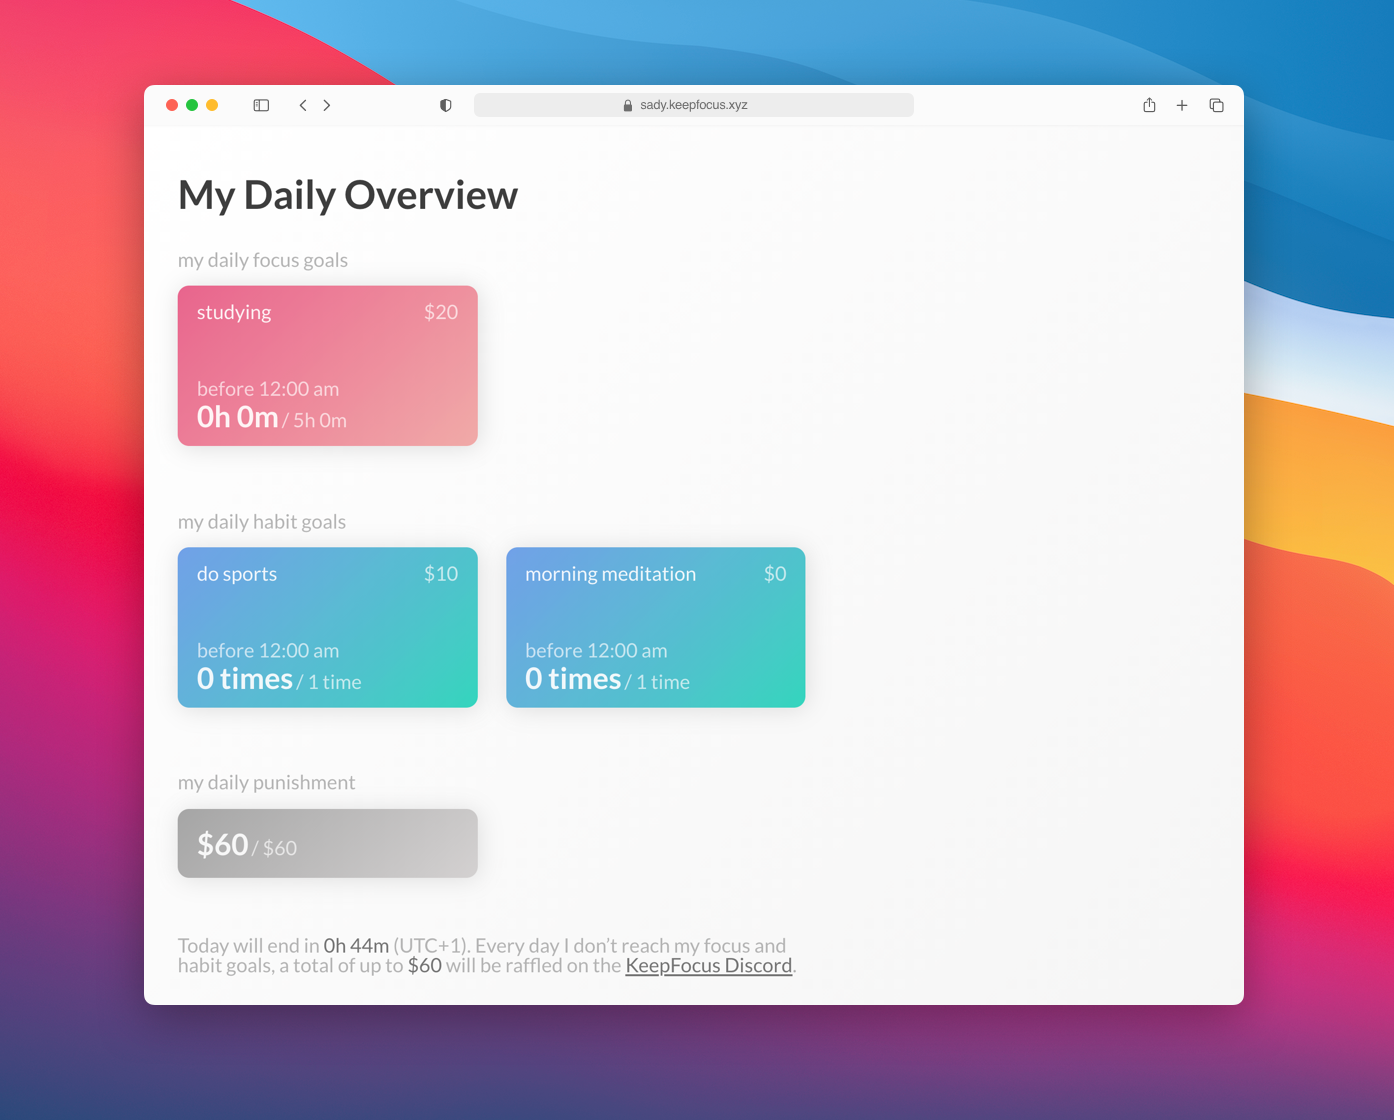 sady.keepfocus.xyz
My Daily Overview
my daily focus goals
studying $20
before 12:00 am
0h 0m / 5h 0m
my daily habit goals
do sports $10
before 12:00 am
0 times / 1 time
morning meditation $0
before 12:00 am
0 times / 1 time
my daily punishment
$60 / $60
Today will end in 0h 44m (UTC+1). Every day I don’t reach my focus and
habit goals, a total of up to $60 will be raffled on the KeepFocus Discord.